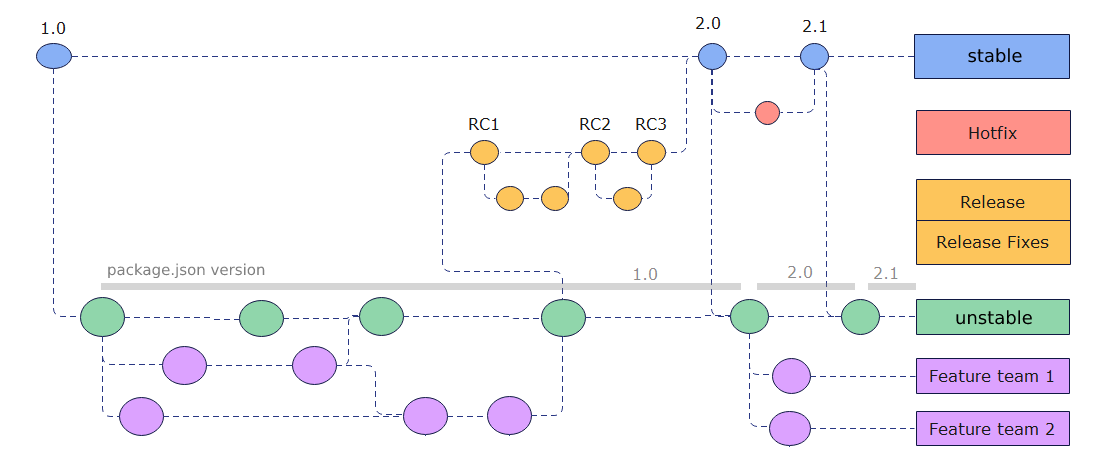 1.0
2.0
2.1
stable
RC1
RC2
RC3
Hotfix
Release
Release Fixes
package.json version
1.0
2.0
2.1
unstable
Feature team 1
Feature team 2